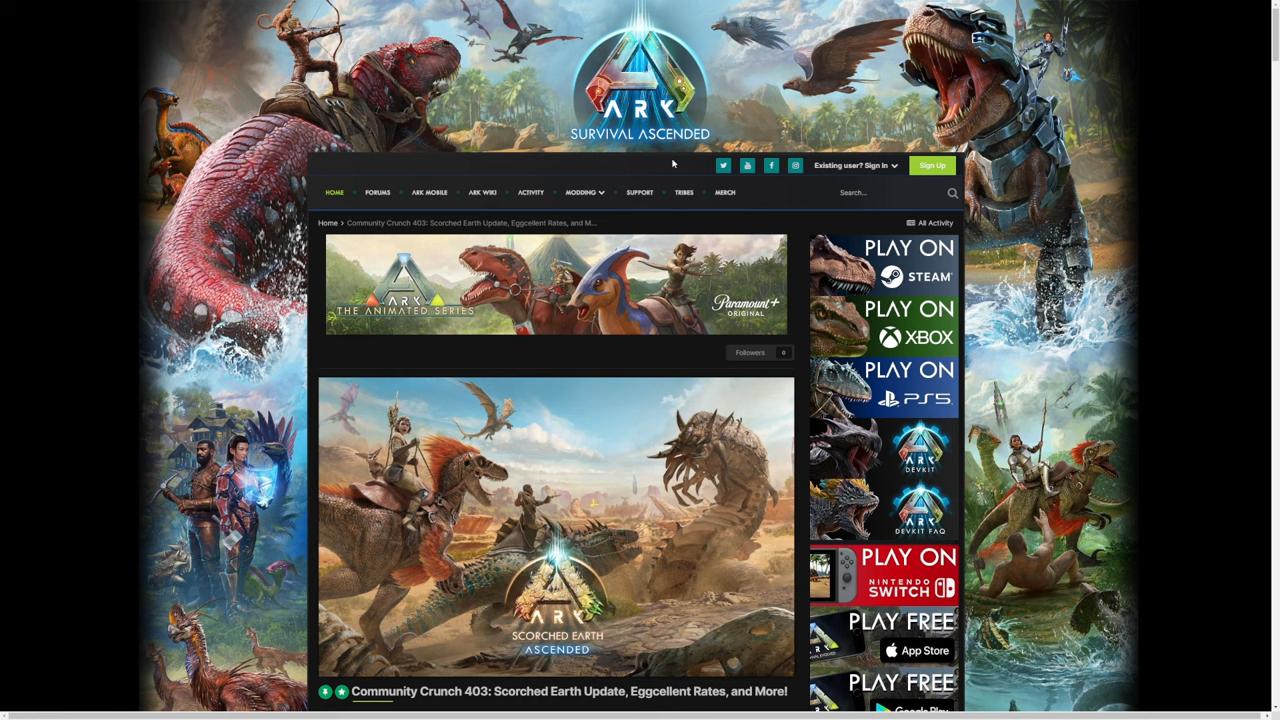 ARK
SURVIVAL ASCENDED
Existing user? Sign In
Sign Up
HOME
FORUMS
ARK MOBILE
ARK WIKI
ACTIVITY
MODDING
SUPPORT
TRIBES
MERCH
Search...
Home
Community Crunch 403: Scorched Earth Update, Eggcellent Rates, and M...
All Activity
ARK
THE ANIMATED SERIES
Paramount+
ORIGINAL
Followers
0
ARK
SCORCHED EARTH
ASCENDED
Community Crunch 403: Scorched Earth Update, Eggcellent Rates, and More!
PLAY ON
STEAM
PLAY ON
XBOX
PLAY ON
PS5
ARK
DEVKIT
ARK
DEVKIT FAQ
PLAY ON
NINTENDO
SWITCH
PLAY FREE
App Store
PLAY FREE
Google Play